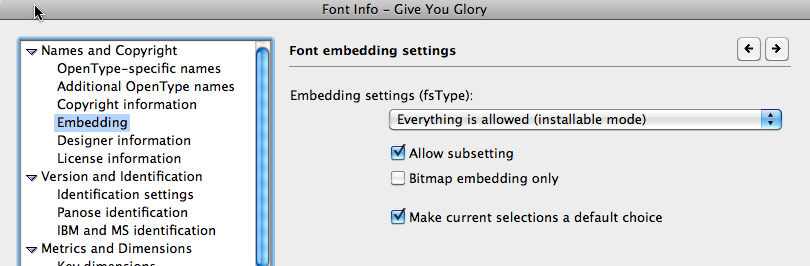 Font Info – Give You Glory
Names and Copyright
OpenType-specific names
Additional OpenType names
Copyright information
Embedding
Designer information
License information
Version and Identification
Identification settings
Panose identification
IBM and MS identification
Metrics and Dimensions
Key dimensions
Font embedding settings
Embedding settings (fsType):
Everything is allowed (installable mode)
Allow subsetting
Bitmap embedding only
Make current selections a default choice